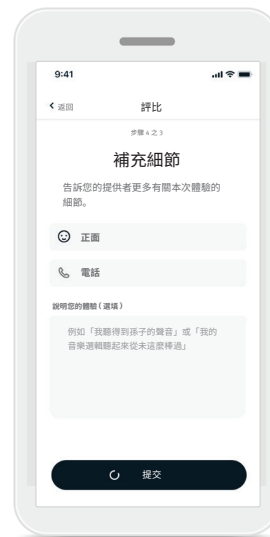 9:41
返回
評比
步驟 4 之 3
補充細節
告訴您的提供者更多有關本次體驗的
細節。
正面
電話
說明您的體驗 ( 選填 )
例如「我聽得到孫子的聲音」或「我的
音樂選輯聽起來從未這麼棒過」
提交